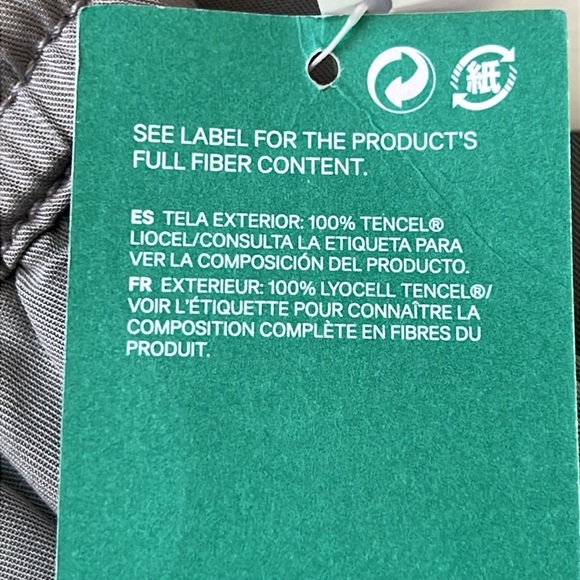 紙
SEE LABEL FOR THE PRODUCT'S
FULL FIBER CONTENT.
ES TELA EXTERIOR: 100% TENCEL®
LIOCEL/CONSULTA LA ETIQUETA PARA
VER LA COMPOSICIÓN DEL PRODUCTO.
FR EXTERIEUR: 100% LYOCELL TENCEL®/
VOIR L'ÉTIQUETTE POUR CONNAÎTRE LA
COMPOSITION COMPLÈTE EN FIBRES DU
PRODUIT.